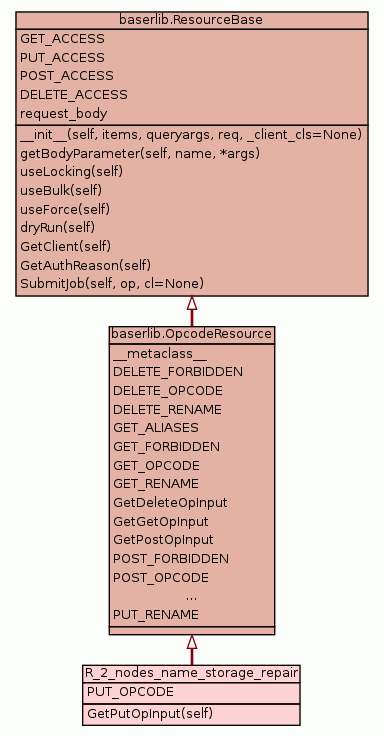 baserlib.ResourceBase
GET_ACCESS
PUT_ACCESS
POST_ACCESS
DELETE_ACCESS
request_body
__init__(self, items, queryargs, req, _client_cls=None)
getBodyParameter(self, name, *args)
useLocking(self)
useBulk(self)
useForce(self)
dryRun(self)
GetClient(self)
GetAuthReason(self)
SubmitJob(self, op, cl=None)
baserlib.OpcodeResource
__metaclass__
DELETE_FORBIDDEN
DELETE_OPCODE
DELETE_RENAME
GET_ALIASES
GET_FORBIDDEN
GET_OPCODE
GET_RENAME
GetDeleteOpInput
GetGetOpInput
GetPostOpInput
POST_FORBIDDEN
POST_OPCODE
...
PUT_RENAME
R_2_nodes_name_storage_repair
PUT_OPCODE
GetPutOpInput(self)